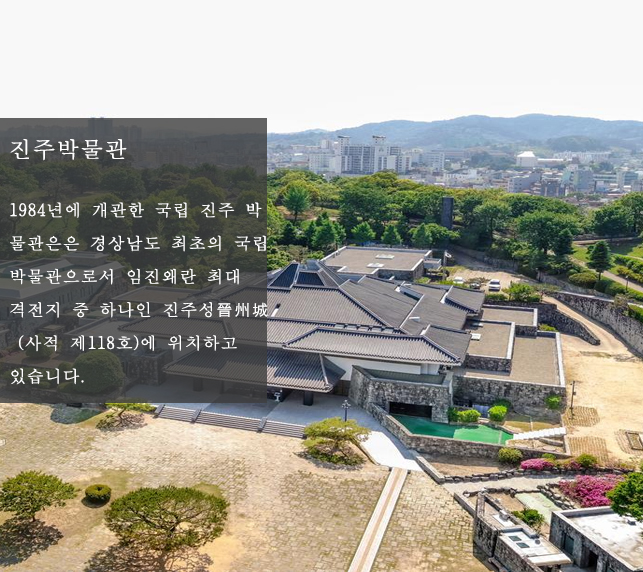 진주박물관
1984년에 개관한 국립 진주 박
물관은은 경상남도 최초의 국립
박물관으로서 임진왜란 최대
격전지 중 하나인 진주성晉州城
(사적 제118호)에 위치하고
있습니다.